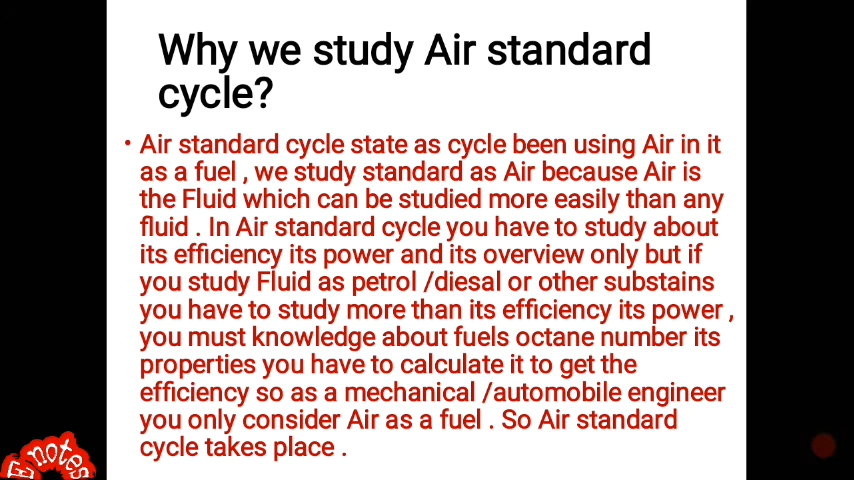 Why we study Air standard
cycle?
• Air standard cycle state as cycle been using Air in it
as a fuel , we study standard as Air because Air is
the Fluid which can be studied more easily than any
fluid . In Air standard cycle you have to study about
its efficiency its power and its overview only but if
you study Fluid as petrol /diesal or other substains
you have to study more than its efficiency its power ,
you must knowledge about fuels octane number its
properties you have to calculate it to get the
efficiency so as a mechanical /automobile engineer
you only consider Air as a fuel . So Air standard
cycle takes place .
E notes